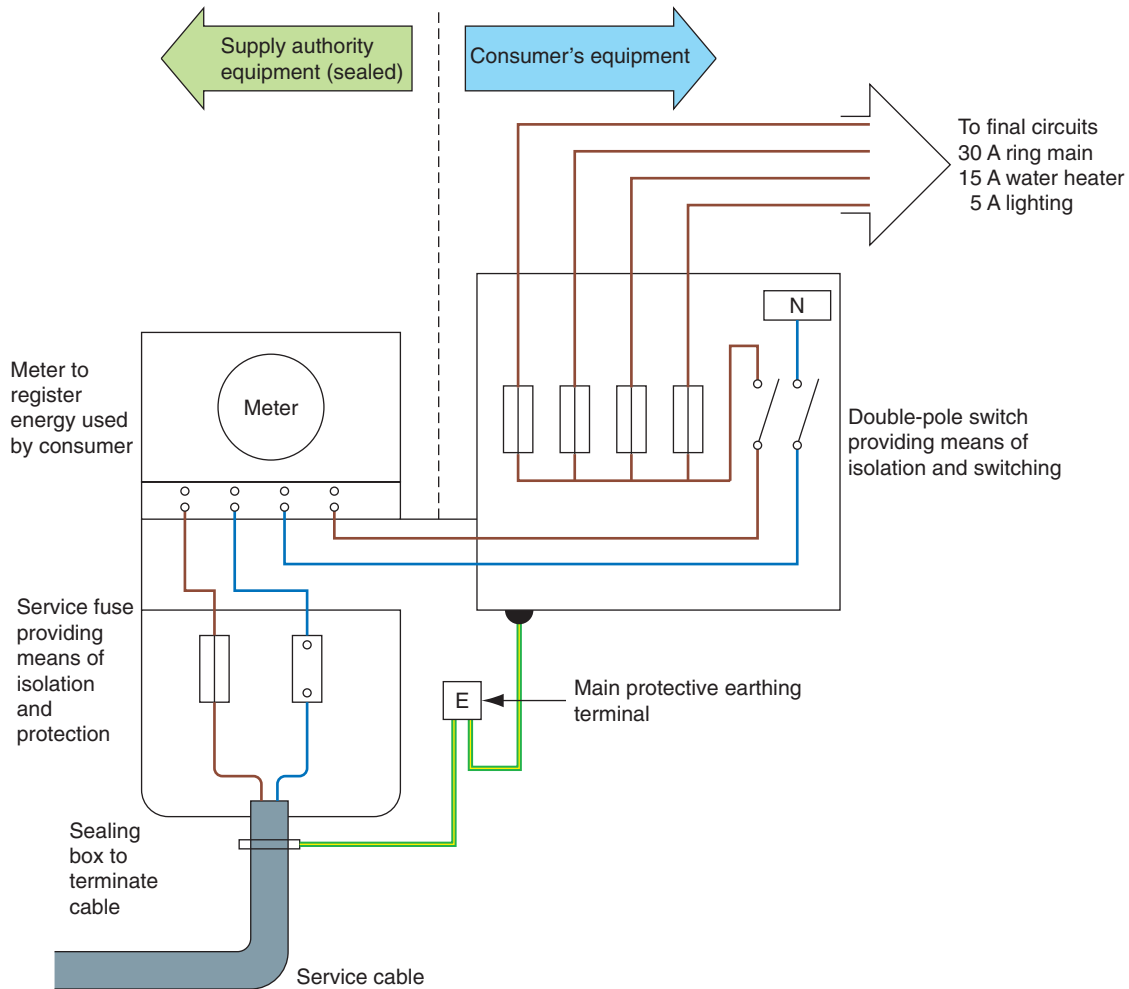 Supply authority
equipment (sealed)
Consumer's equipment
To final circuits
30 A ring main
15 A water heater
5 A lighting
N
Meter to
register
energy used
by consumer
Meter
Double-pole switch
providing means of
isolation and switching
Service fuse
providing
means of
isolation
and
protection
E
Main protective earthing
terminal
Sealing
box to
terminate
cable
Service cable